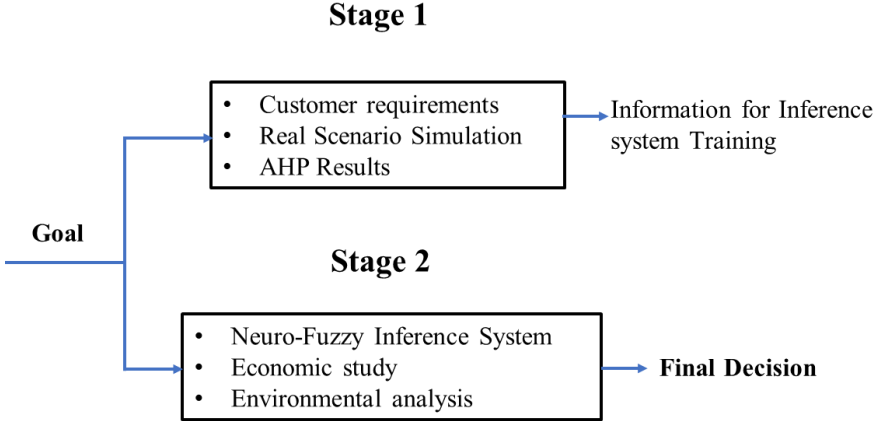 Stage 1
• Customer requirements
• Real Scenario Simulation
• AHP Results
Information for Inference
system Training
Goal
Stage 2
• Neuro-Fuzzy Inference System
• Economic study
• Environmental analysis
Final Decision